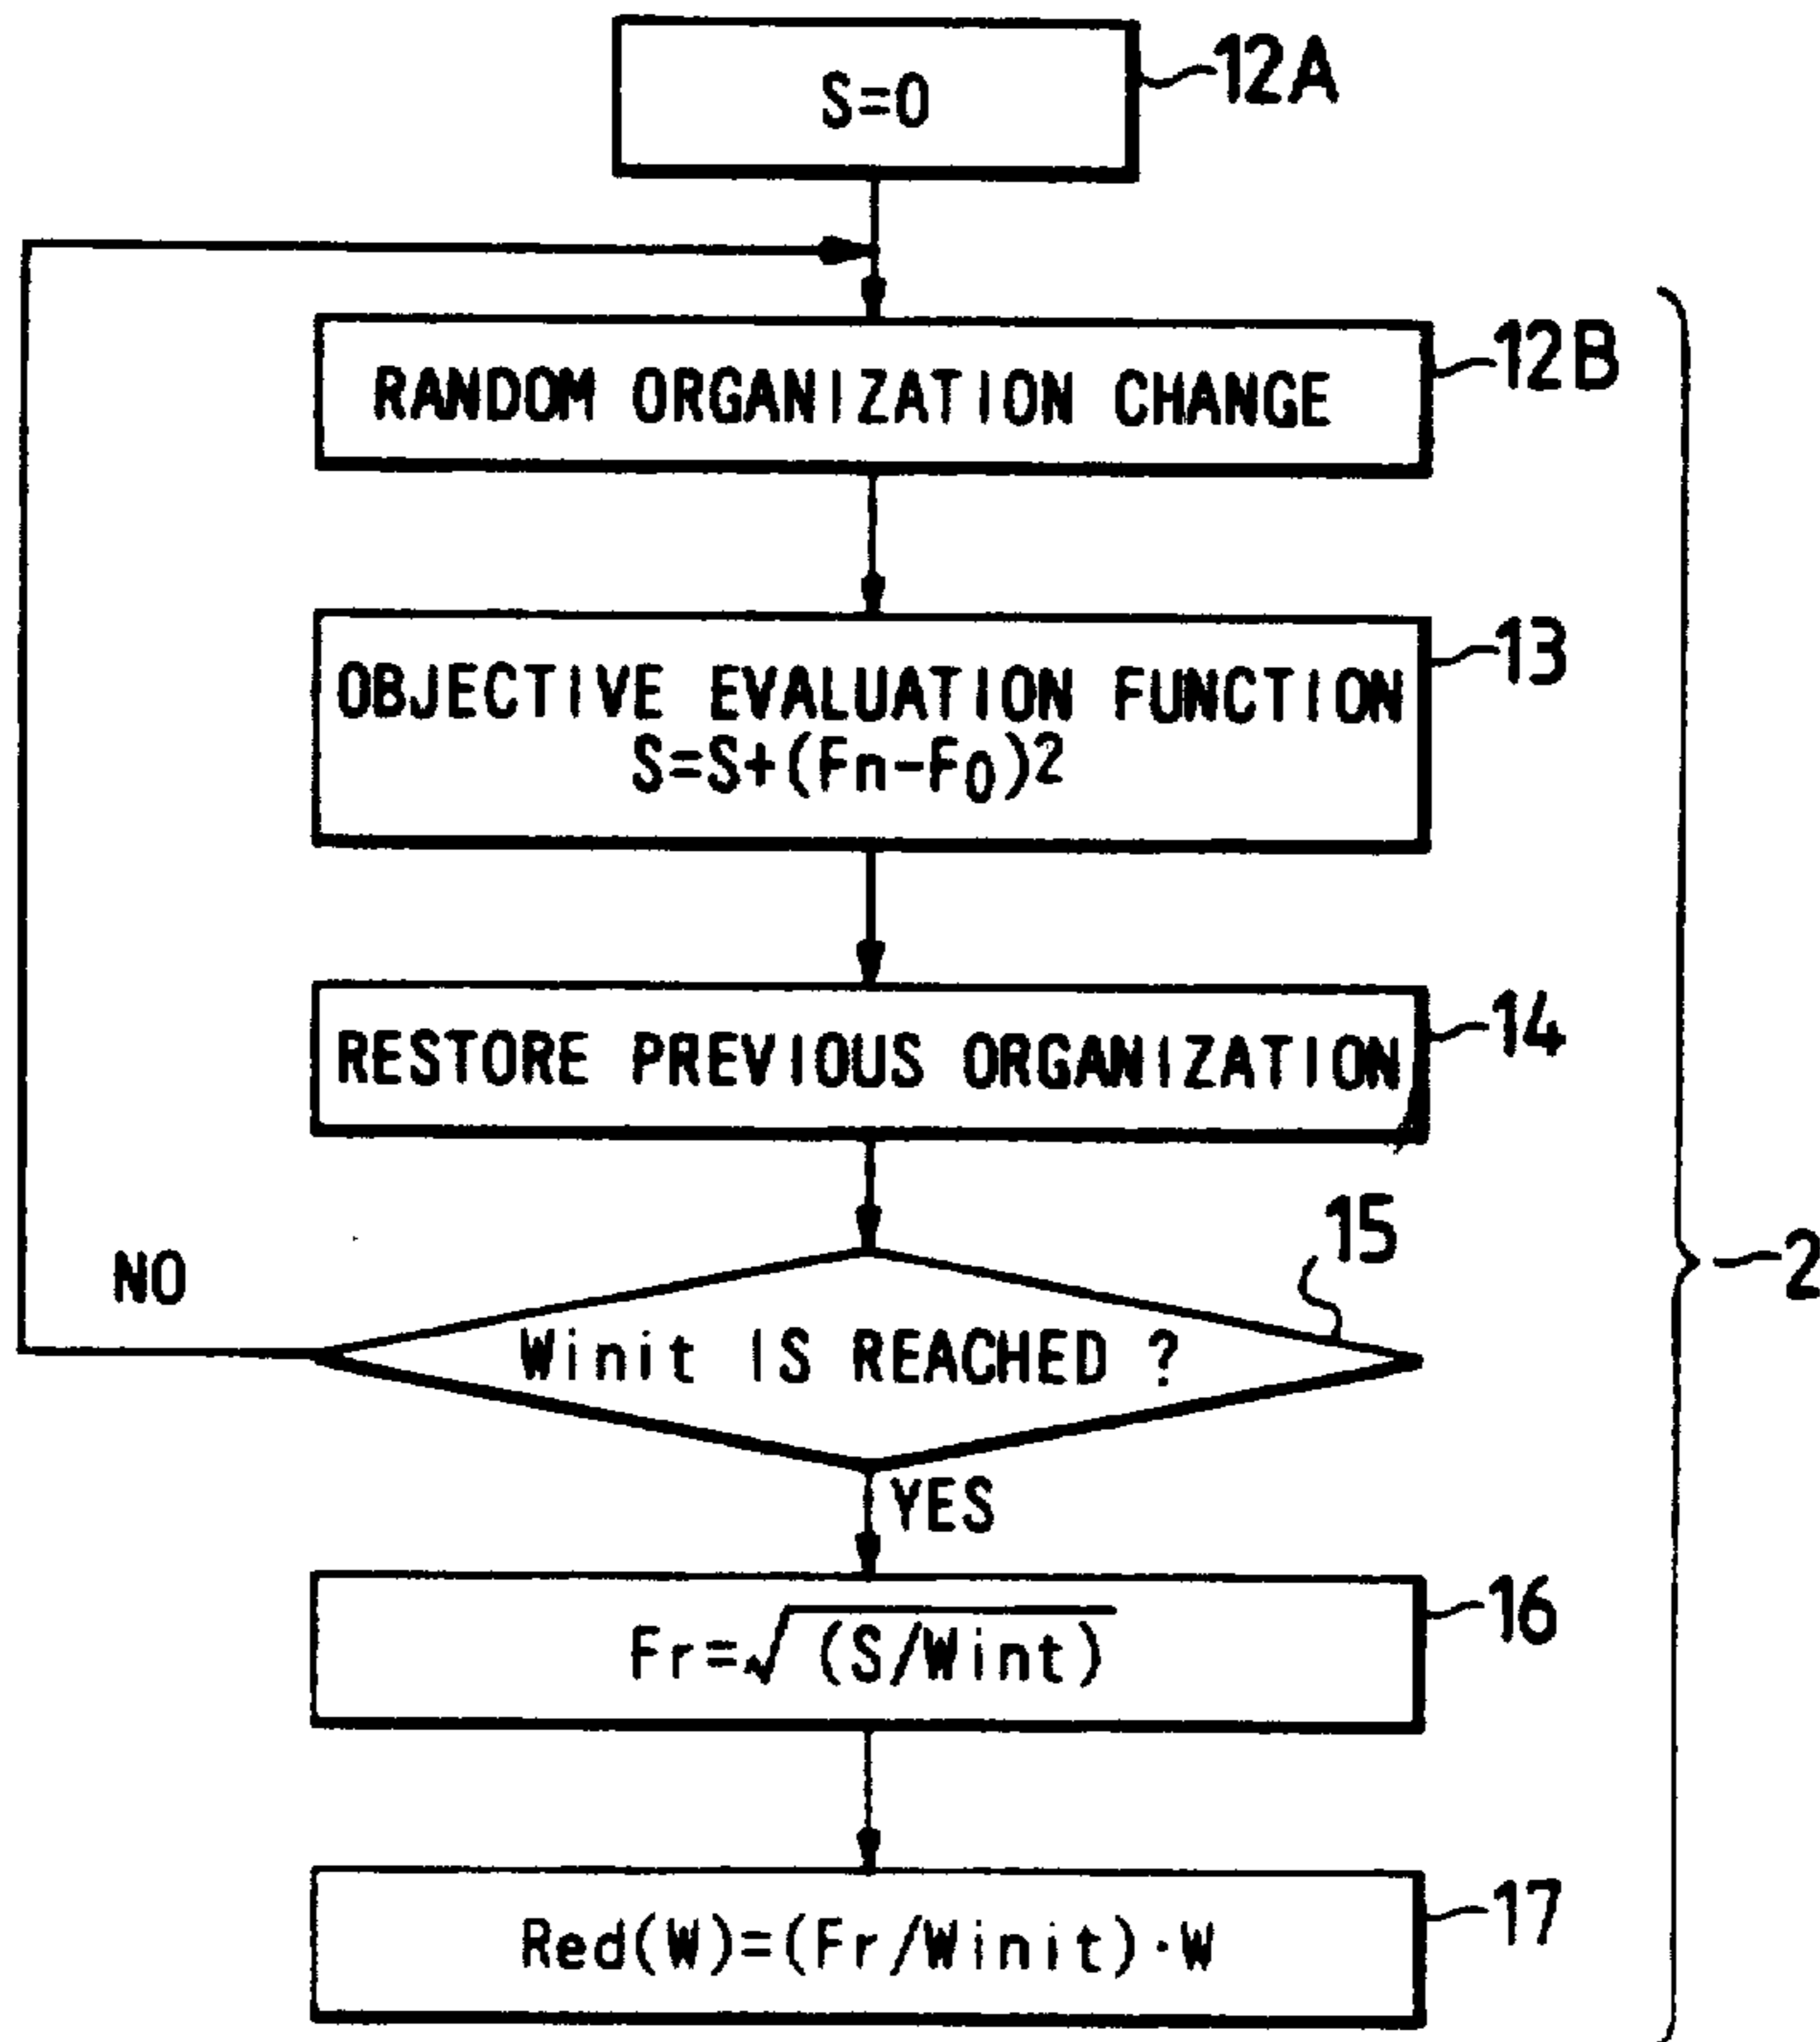 S=0
12A
RANDOM ORGANIZATION CHANGE
12B
OBJECTIVE EVALUATION FUNCTION
S=S+(Fn-F0)2
13
RESTORE PREVIOUS ORGANIZATION
14
15
2
NO
Winit IS REACHED ?
YES
Fr=√(S/Wint)
16
Red(W)=(Fr/Winit)·W
17